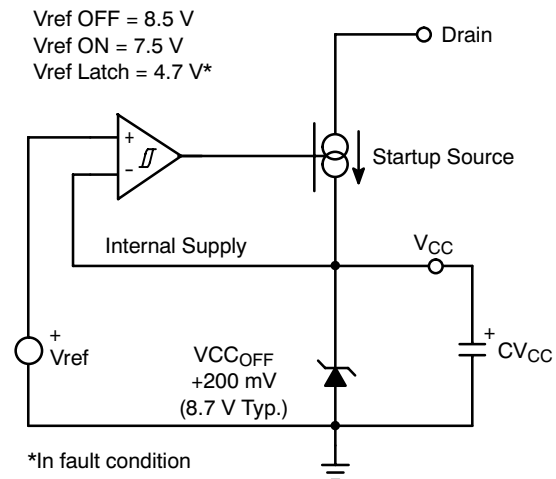 Vref OFF = 8.5 V
Vref ON = 7.5 V
Vref Latch = 4.7 V*
Drain
+
-
Startup Source
Internal Supply
VCC
+
Vref
VCCOFF
+200 mV
(8.7 V Typ.)
+
CVCC
*In fault condition